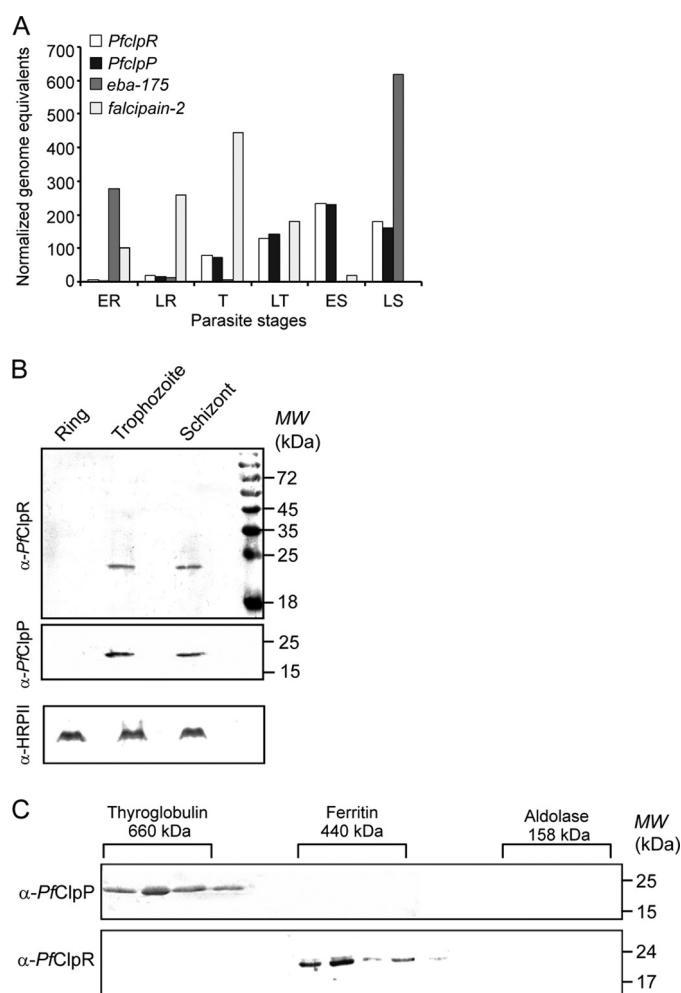 A
PfclpR
PfclpP
eba-175
falcipain-2
Normalized genome equivalents
700
600
500
400
300
200
100
0
ER LR T LT ES LS
Parasite stages
B
Ring Trophozoite Schizont MW (kDa)
α-PfClpR
72
45
35
25
18
α-PfClpP
25
15
α-HRPII
C
Thyroglobulin Ferritin Aldolase MW
660 kDa 440 kDa 158 kDa (kDa)
α-PfClpP
25
15
α-PfClpR
24
17